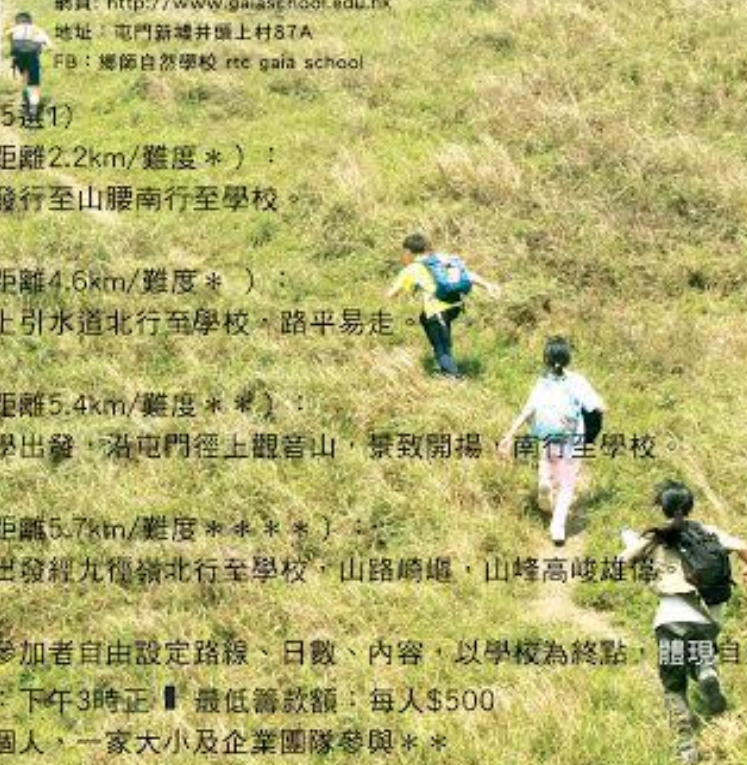 網頁: http://www.gaiaschool.edu.hk
地址：屯門新墟井頭上村87A
FB：鄉師自然學校 rtc gaia school
5選1）
距離2.2km/難度＊）：
發行至山腰南行至學校。
距離4.6km/難度＊ ）：
上引水道北行至學校，路平易走。
距離5.4km/難度＊＊）：
學出發，沿屯門徑上觀音山，景致開揚，南行至學校。
距離5.7km/難度＊＊＊＊）：
出發經九徑嶺北行至學校，山路崎嶇，山峰高峻雄偉。
參加者自由設定路線、日數、內容，以學校為終點，體現自
：下午3時正▮ 最低籌款額：每人$500
個人，一家大小及企業團隊參與＊＊